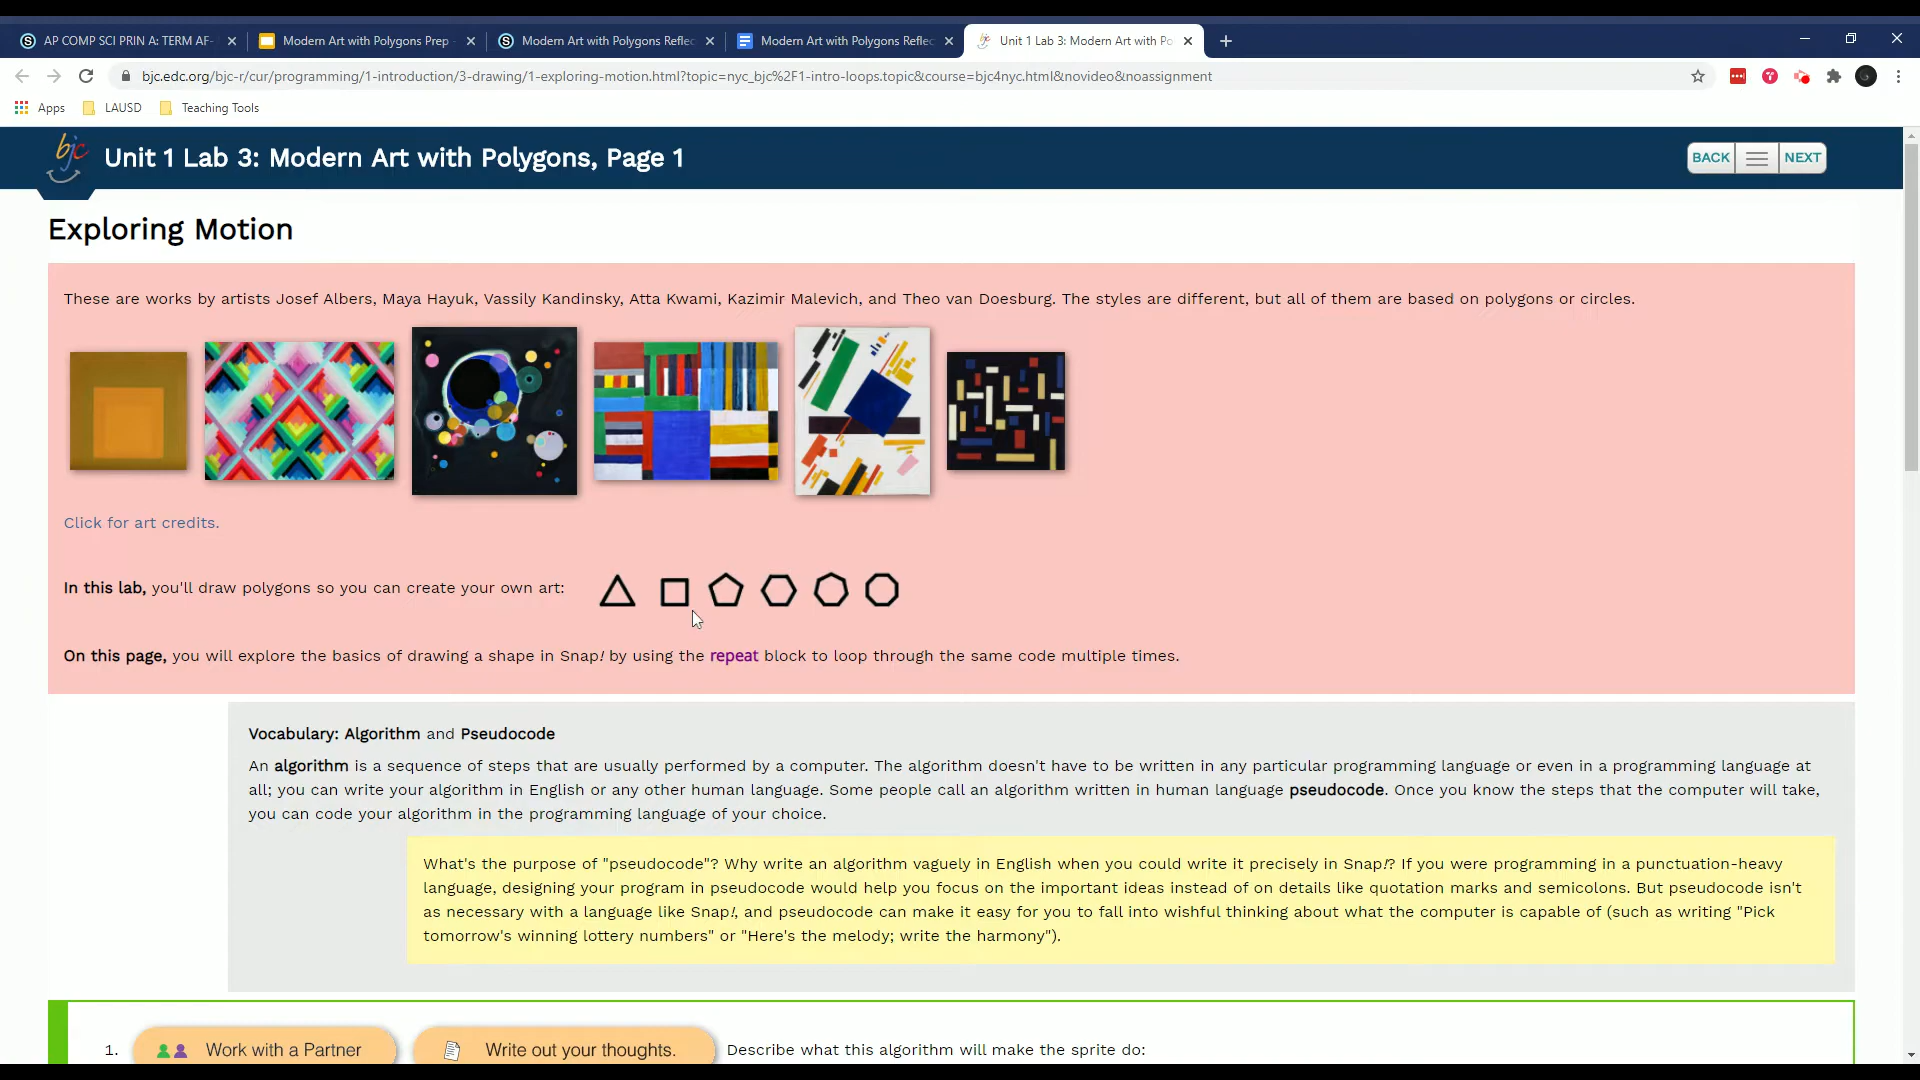 AP COMP SCI PRIN A: TERM AF-
Modern Art with Polygons Prep -
Modern Art with Polygons Reflec
Modern Art with Polygons Reflec
Unit 1 Lab 3: Modern Art with Po
bjc.edc.org/bjc-r/cur/programming/1-introduction/3-drawing/1-exploring-motion.html?topic=nyc_bjc%2F1-intro-loops.topic&course=bjc4nyc.html&novideo&noassignment
Apps
LAUSD
Teaching Tools
bjc
Unit 1 Lab 3: Modern Art with Polygons, Page 1
BACK
NEXT
Exploring Motion
These are works by artists Josef Albers, Maya Hayuk, Vassily Kandinsky, Atta Kwami, Kazimir Malevich, and Theo van Doesburg. The styles are different, but all of them are based on polygons or circles.
Click for art credits.
In this lab, you'll draw polygons so you can create your own art:
On this page, you will explore the basics of drawing a shape in Snap! by using the repeat block to loop through the same code multiple times.
Vocabulary: Algorithm and Pseudocode
An algorithm is a sequence of steps that are usually performed by a computer. The algorithm doesn't have to be written in any particular programming language or even in a programming language at
all; you can write your algorithm in English or any other human language. Some people call an algorithm written in human language pseudocode. Once you know the steps that the computer will take,
you can code your algorithm in the programming language of your choice.
What's the purpose of "pseudocode"? Why write an algorithm vaguely in English when you could write it precisely in Snap!? If you were programming in a punctuation-heavy
language, designing your program in pseudocode would help you focus on the important ideas instead of on details like quotation marks and semicolons. But pseudocode isn't
as necessary with a language like Snap!, and pseudocode can make it easy for you to fall into wishful thinking about what the computer is capable of (such as writing "Pick
tomorrow's winning lottery numbers" or "Here's the melody; write the harmony").
1. Work with a Partner Write out your thoughts. Describe what this algorithm will make the sprite do: